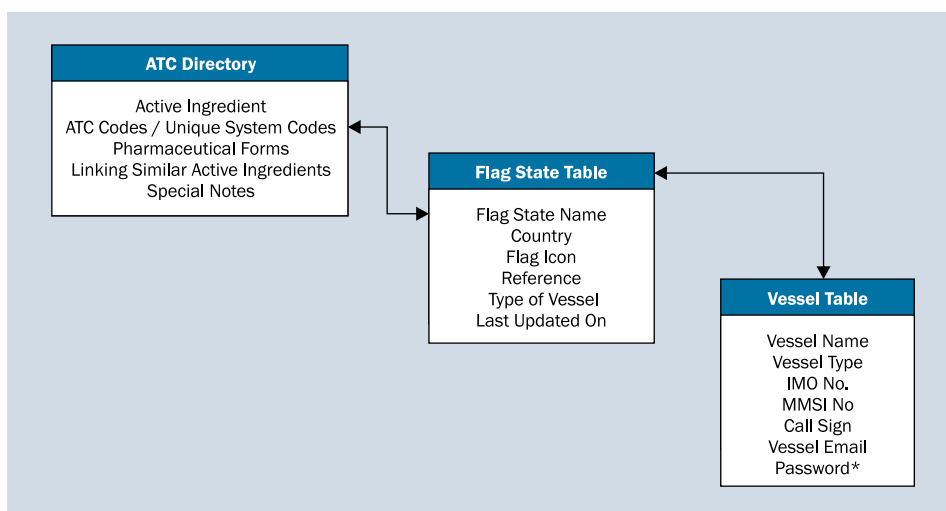 ATC Directory
Active Ingredient
ATC Codes / Unique System Codes
Pharmaceutical Forms
Linking Similar Active Ingredients
Special Notes
Flag State Table
Flag State Name
Country
Flag Icon
Reference
Type of Vessel
Last Updated On
Vessel Table
Vessel Name
Vessel Type
IMO No.
MMSI No
Call Sign
Vessel Email
Password*